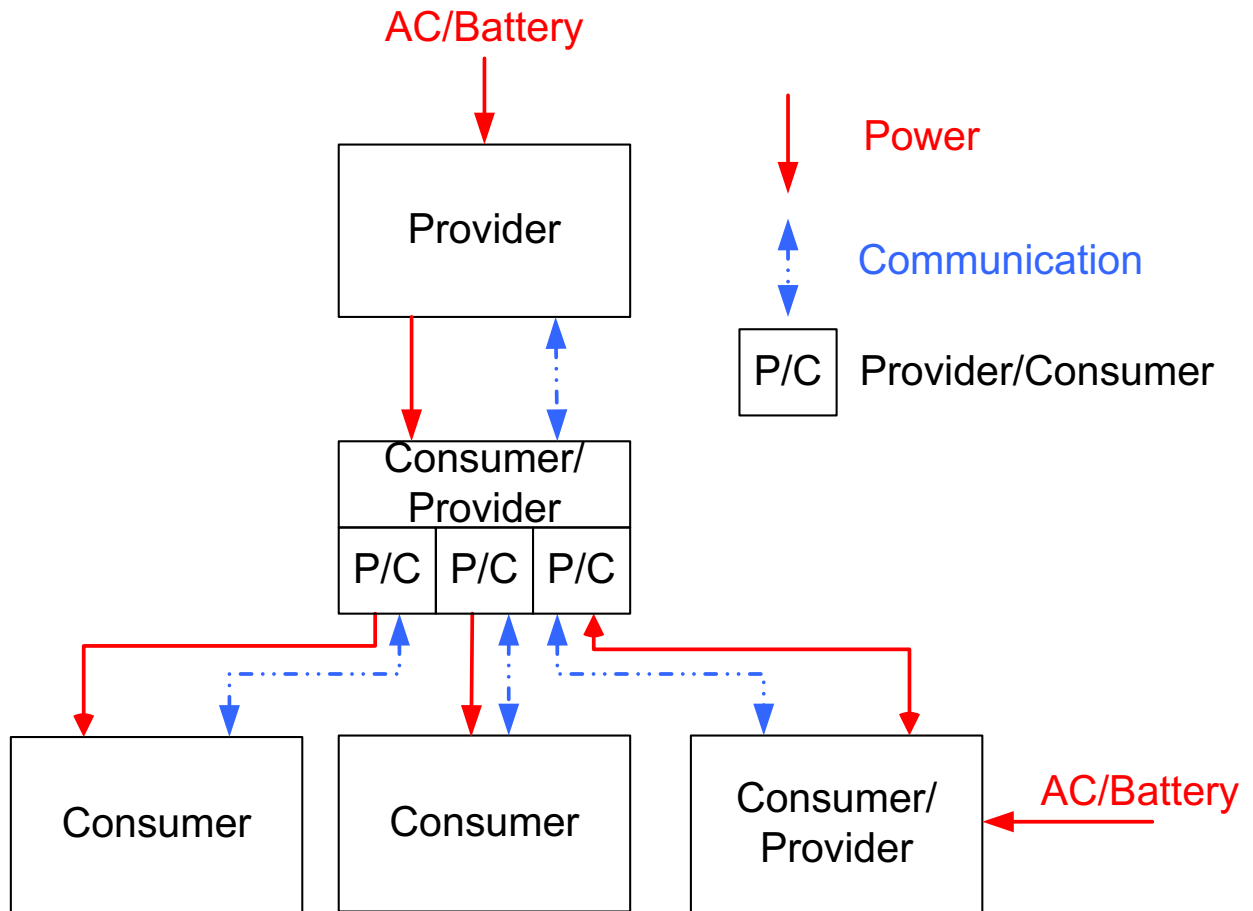 AC/Battery
Power
Provider
Communication
P/C
Provider/Consumer
Consumer/
Provider
P/C
P/C
P/C
Consumer
Consumer
Consumer/
Provider
AC/Battery